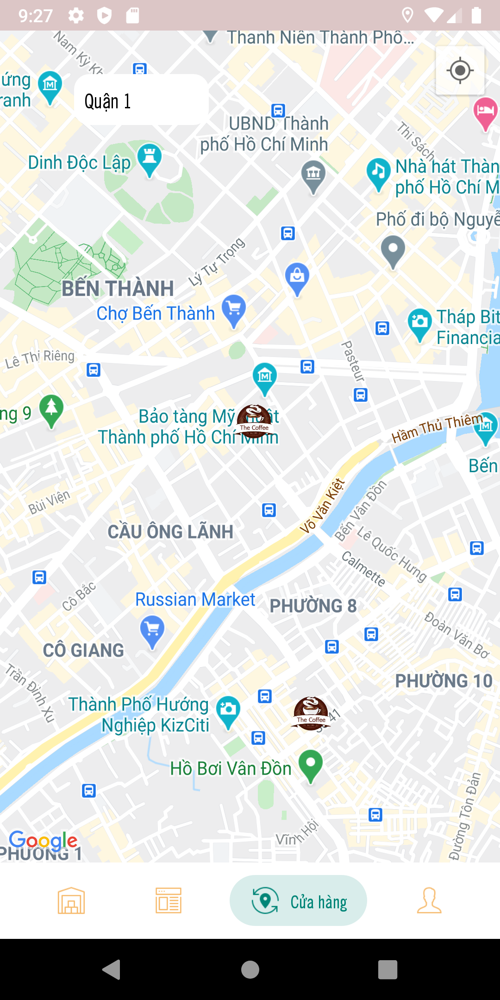 9:27
Thanh Niên Thành Phố...
Nam Kỳ Kh
ứng
ranh
Quận 1
UBND Thành
phố Hồ Chí Minh
Thi Sách
Dinh Độc Lập
Nhà hát Thàn
phố Hồ Chí M
Phố đi bộ Nguyễ
Lý Tự Trọng
BẾN THÀNH
Chợ Bến Thành
Tháp Bit
Financia
Lê Thị Riêng
Pasteur
ng 9
Bảo tàng Mỹ thuật
Thành phố Hồ Chí Minh
The Coffee
Hầm Thủ Thiêm
Bến
Bùi Viện
Võ Văn Kiệt
Bến Vân Đồn
CẦU ÔNG LÃNH
Lê Quốc Hưng
Calmette
Cô Bắc
Russian Market
PHƯỜNG 8
Đoàn Văn Bơ
CÔ GIANG
Trần Đình Xu
PHƯỜNG 10
Thành Phố Hướng
Nghiệp KizCiti
The Coffee
41
Hồ Bơi Vân Đồn
Đường Tôn Đản
Vĩnh Hội
Google
PHƯỜNG 1
Cửa hàng